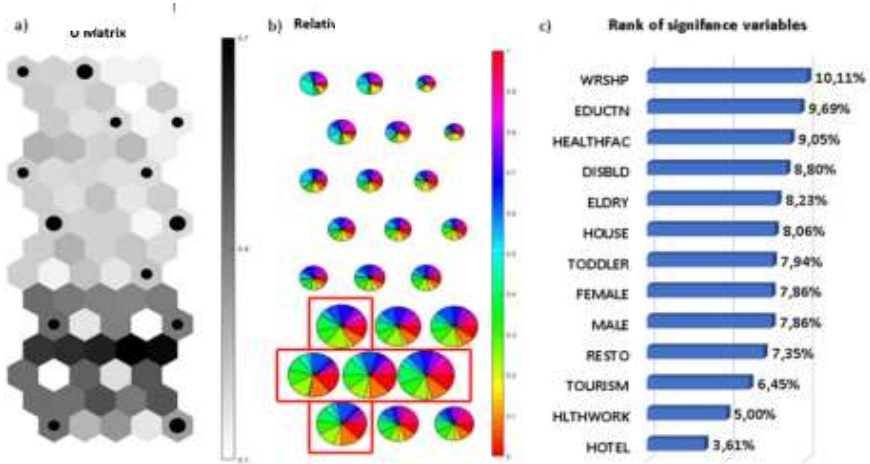 a)
U Matrix
b) Relativ
c) Rank of signifance variables
WRSHP 10,11%
EDUCTN 9,69%
HEALTHFAC 9,05%
DISBLD 8,80%
ELDRY 8,23%
HOUSE 8,06%
TODDLER 7,94%
FEMALE 7,86%
MALE 7,86%
RESTO 7,35%
TOURISM 6,45%
HLTHWORK 5,00%
HOTEL 3,61%